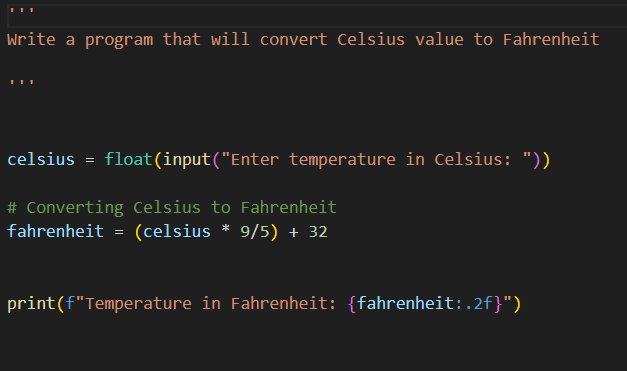 '''
Write a program that will convert Celsius value to Fahrenheit
'''
celsius = float(input("Enter temperature in Celsius: "))
# Converting Celsius to Fahrenheit
fahrenheit = (celsius * 9/5) + 32
print(f"Temperature in Fahrenheit: {fahrenheit:.2f}")